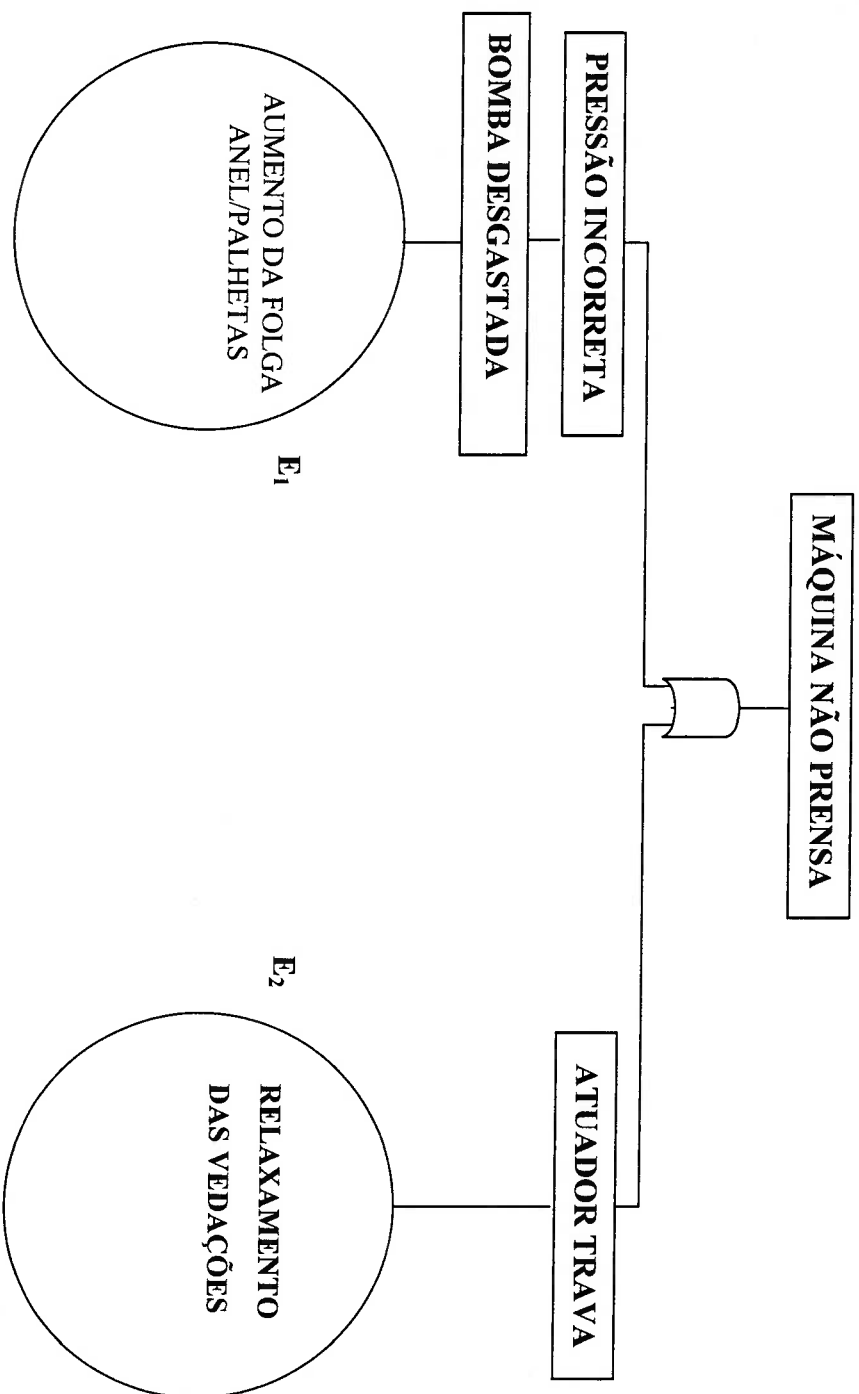 MÁQUINA NÃO PRENSA
PRESSÃO INCORRETA
ATUADOR TRAVA
BOMBA DESGASTADA
AUMENTO DA FOLGA
ANEL/PALHETAS
E₁
E₂
RELAXAMENTO
DAS VEDAÇÕES